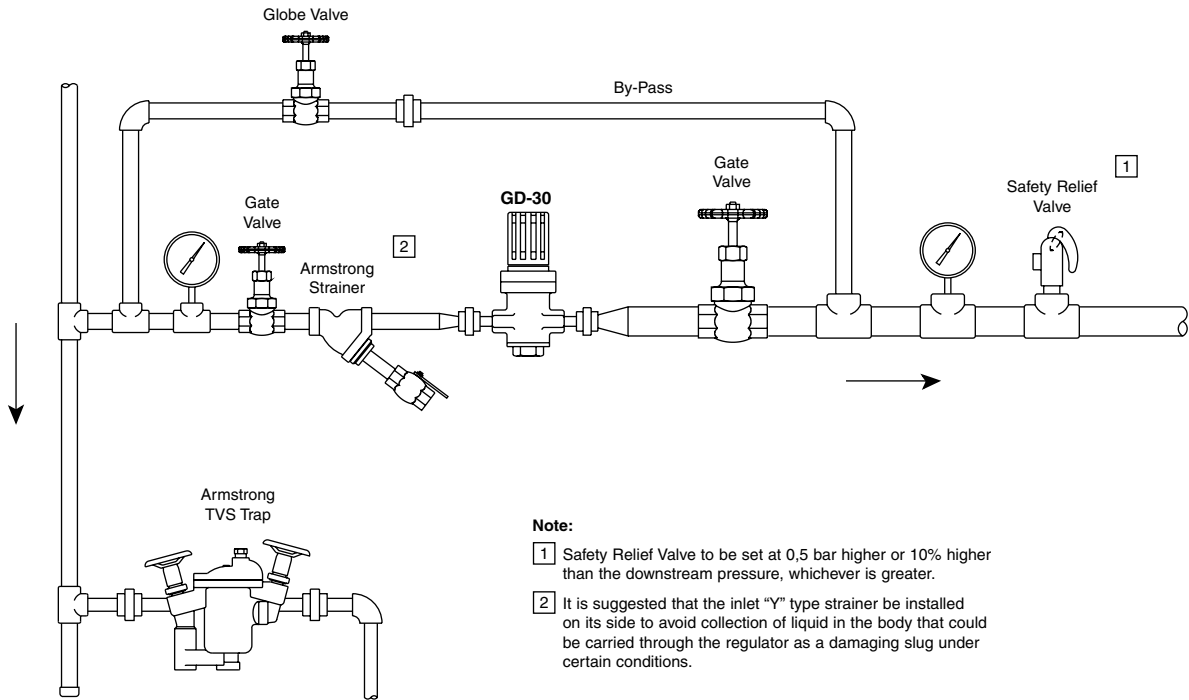 Globe Valve
By-Pass
Gate
Valve
1
Safety Relief
Valve
GD-30
Gate
Valve
2
Armstrong
Strainer
Armstrong
TVS Trap
Note:
1 Safety Relief Valve to be set at 0,5 bar higher or 10% higher
than the downstream pressure, whichever is greater.
2 It is suggested that the inlet “Y” type strainer be installed
on its side to avoid collection of liquid in the body that could
be carried through the regulator as a damaging slug under
certain conditions.